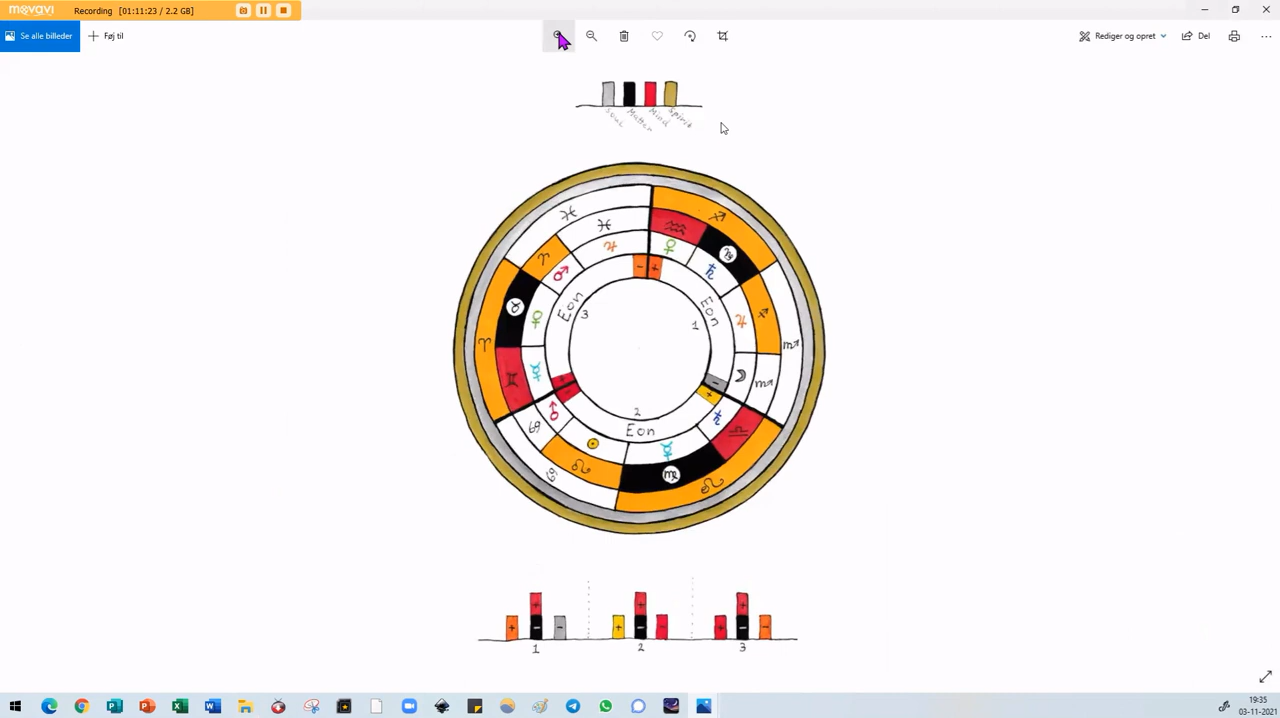 movavi
Recording [01:11:23 / 2.2 GB]
Se alle billeder
Føj til
Rediger og opret
Del
Soul
Matter
Mind
Spirit
♓
♐
♓
♒
♑
♈
♃
♀
♄
♂
- +
Eon
3
Eon
1
♉
♀
♃
♐
♈
♏
♊
☿
☽
♏
+
-
-
+
♂
2
Eon
♄
♎
♋
☉
☿
♌
♍
♋
♌
+ + - -
1
+ + - -
2
+ + - -
3
19:35
03-11-2021